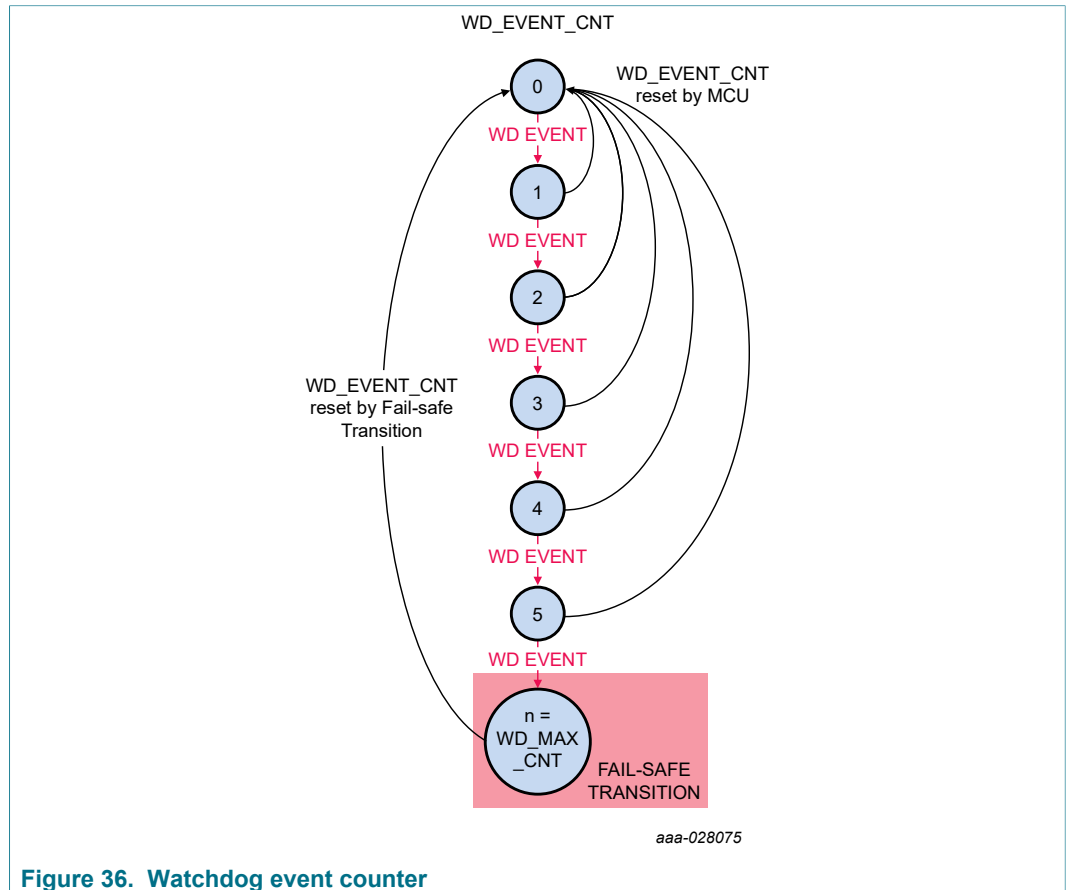 WD_EVENT_CNT
0
WD_EVENT_CNT
reset by MCU
WD EVENT
1
WD EVENT
2
WD EVENT
3
WD_EVENT_CNT
reset by Fail-safe
Transition
WD EVENT
4
WD EVENT
5
WD EVENT
n =
WD_MAX
_CNT
FAIL-SAFE
TRANSITION
aaa-028075
Figure 36. Watchdog event counter